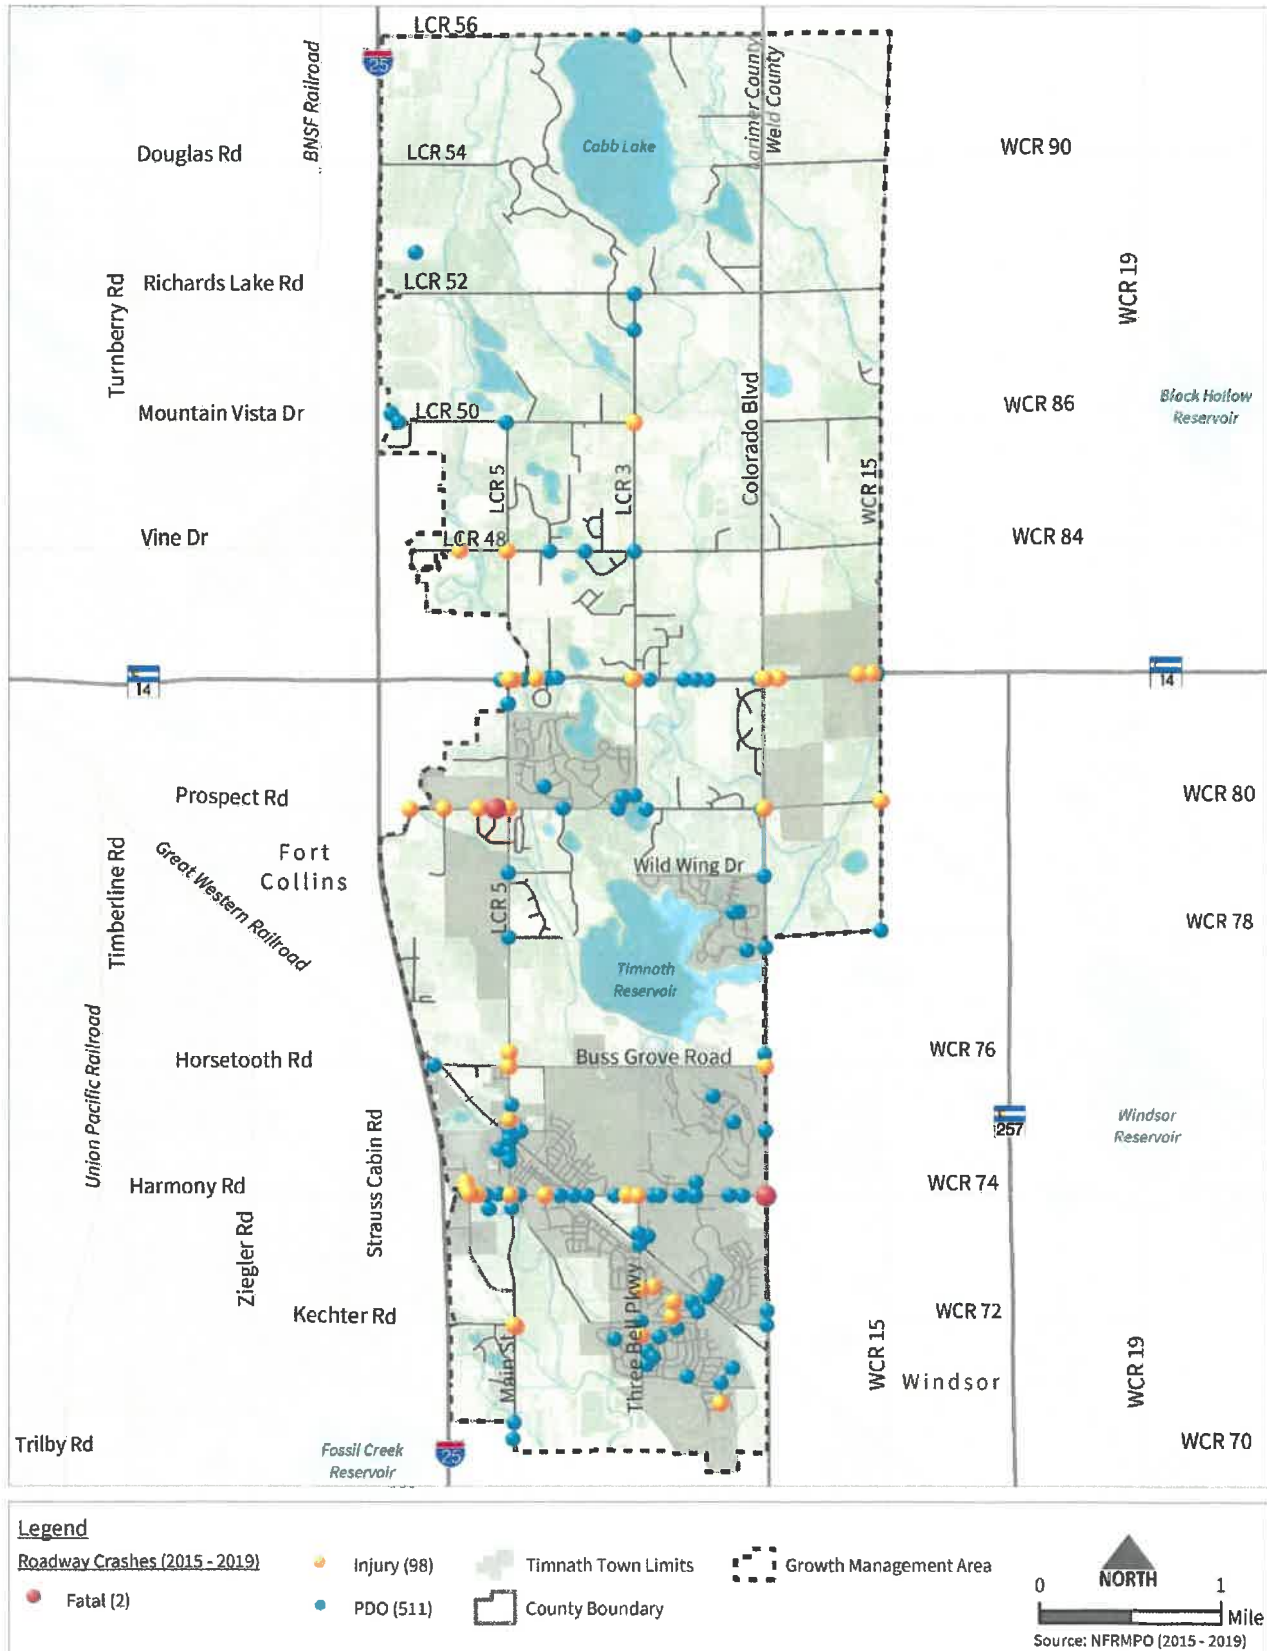 LCR 56
25
BNSF Railroad
Larimer County
Weld County
Douglas Rd
LCR 54
Cobb Lake
WCR 90
Richards Lake Rd
LCR 52
Turnberry Rd
WCR 19
Mountain Vista Dr
LCR 50
Colorado Blvd
WCR 86
Black Hollow
Reservoir
LCR 5
LCR 3
WCR 15
Vine Dr
LCR 48
WCR 84
14
14
Prospect Rd
WCR 80
Timberline Rd
Great Western Railroad
Fort
Collins
Wild Wing Dr
LCR 5
WCR 78
Timnath
Reservoir
Union Pacific Railroad
Horsetooth Rd
Buss Grove Road
WCR 76
Strauss Cabin Rd
257
Windsor
Reservoir
Harmony Rd
WCR 74
Ziegler Rd
Kechter Rd
Three Bell Pkwy
WCR 72
Main St
WCR 15
Windsor
WCR 19
Trilby Rd
Fossil Creek
Reservoir
25
WCR 70
Legend
Roadway Crashes (2015 - 2019)
Fatal (2)
Injury (98)
PDO (511)
Timnath Town Limits
County Boundary
Growth Management Area
NORTH
0 1
Mile
Source: NFRMPO (2015 - 2019)